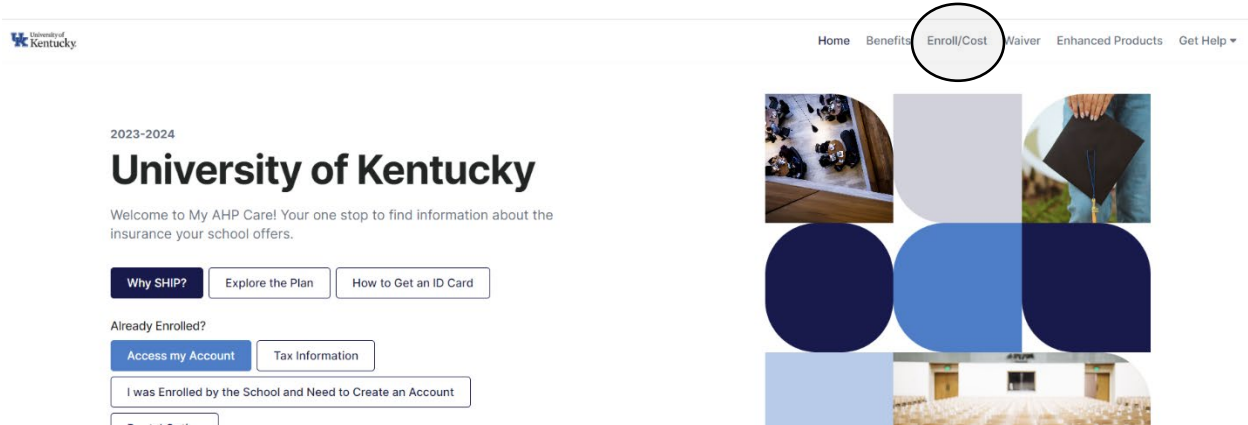 University of
Kentucky.
Home Benefits Enroll/Cost Waiver Enhanced Products Get Help
2023-2024
University of Kentucky
Welcome to My AHP Care! Your one stop to find information about the
insurance your school offers.
Why SHIP? Explore the Plan How to Get an ID Card
Already Enrolled?
Access my Account Tax Information
I was Enrolled by the School and Need to Create an Account